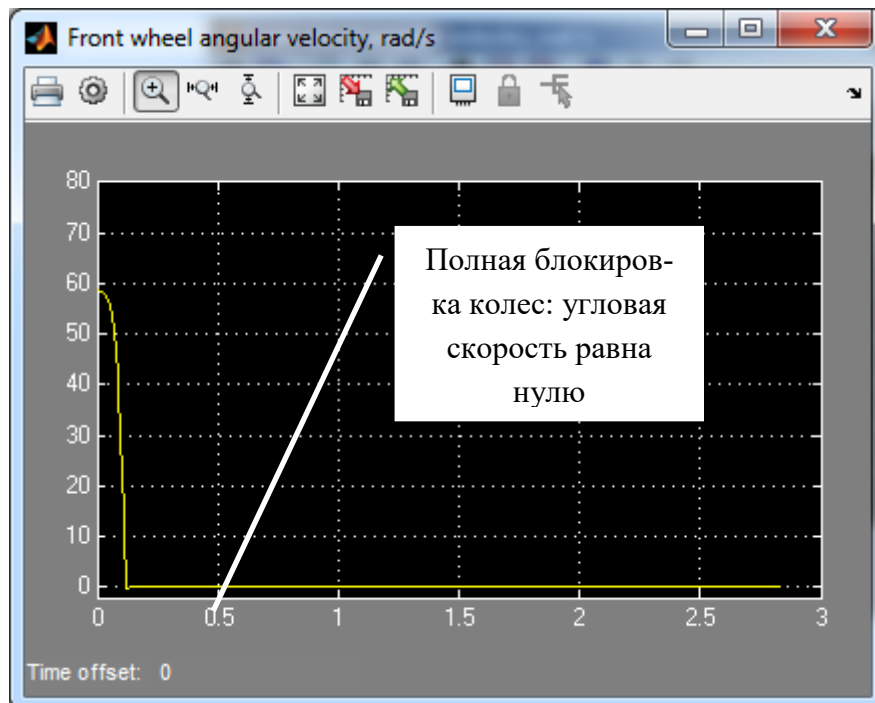 Front wheel angular velocity, rad/s
80
70
60
50
40
30
20
10
0
Полная блокиров-
ка колес: угловая
скорость равна
нулю
0 0.5 1 1.5 2 2.5 3
Time offset: 0